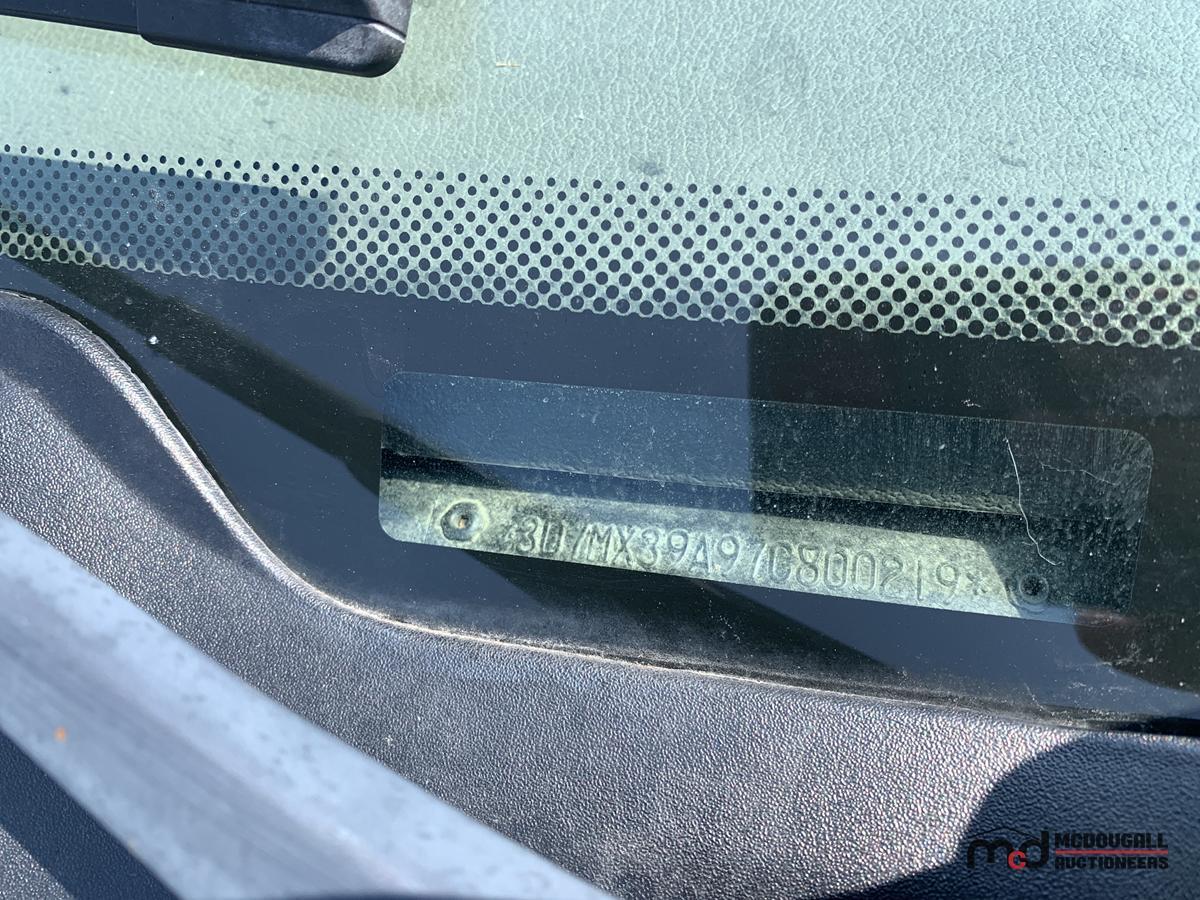 *3D7MX39A97G800219*
mcd MCDOUGALL
AUCTIONEERS